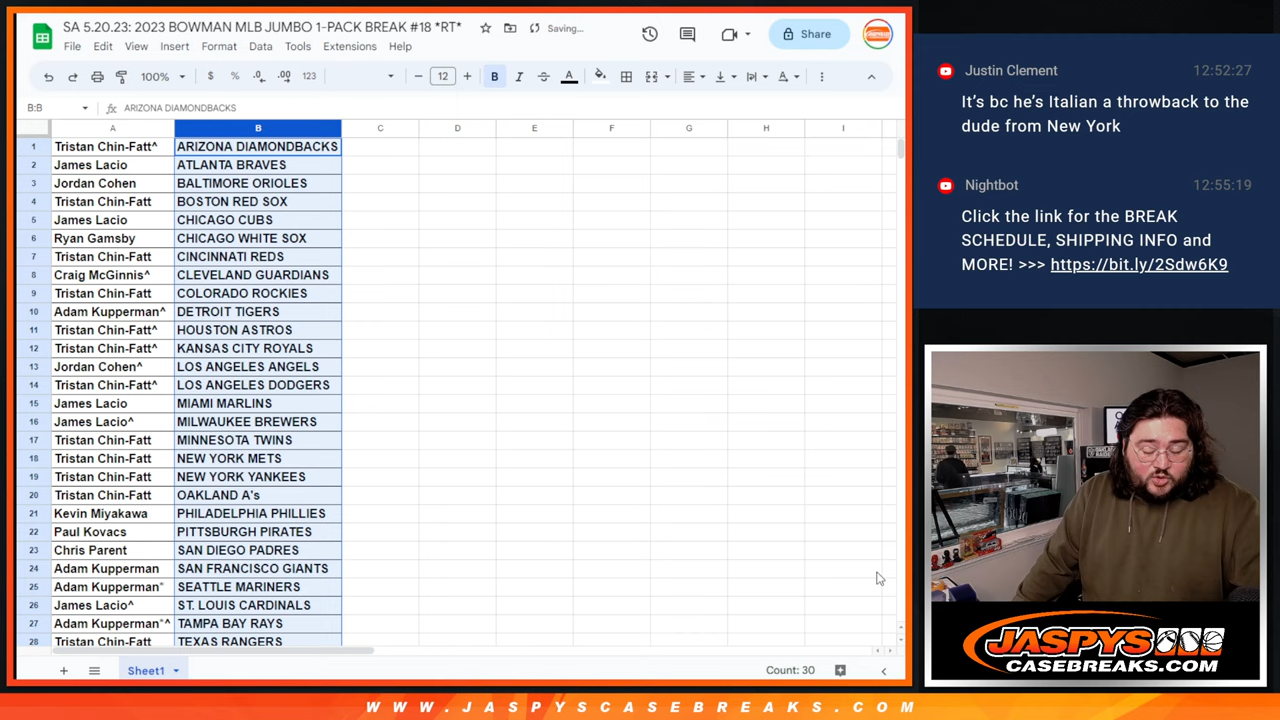 SA 5.20.23: 2023 BOWMAN MLB JUMBO 1-PACK BREAK #18 *RT*
Saving...
File Edit View Insert Format Data Tools Extensions Help
Share
100% $ % .0 .00 123 12 B I A
B:B fx ARIZONA DIAMONDBACKS
A B C D E F G H I
1 Tristan Chin-Fatt^ ARIZONA DIAMONDBACKS
2 James Lacio ATLANTA BRAVES
3 Jordan Cohen BALTIMORE ORIOLES
4 Tristan Chin-Fatt BOSTON RED SOX
5 James Lacio CHICAGO CUBS
6 Ryan Gamsby CHICAGO WHITE SOX
7 Tristan Chin-Fatt CINCINNATI REDS
8 Craig McGinnis^ CLEVELAND GUARDIANS
9 Tristan Chin-Fatt COLORADO ROCKIES
10 Adam Kupperman^ DETROIT TIGERS
11 Tristan Chin-Fatt^ HOUSTON ASTROS
12 Tristan Chin-Fatt^ KANSAS CITY ROYALS
13 Jordan Cohen^ LOS ANGELES ANGELS
14 Tristan Chin-Fatt^ LOS ANGELES DODGERS
15 James Lacio MIAMI MARLINS
16 James Lacio^ MILWAUKEE BREWERS
17 Tristan Chin-Fatt MINNESOTA TWINS
18 Tristan Chin-Fatt NEW YORK METS
19 Tristan Chin-Fatt NEW YORK YANKEES
20 Tristan Chin-Fatt OAKLAND A's
21 Kevin Miyakawa PHILADELPHIA PHILLIES
22 Paul Kovacs PITTSBURGH PIRATES
23 Chris Parent SAN DIEGO PADRES
24 Adam Kupperman SAN FRANCISCO GIANTS
25 Adam Kupperman* SEATTLE MARINERS
26 James Lacio^ ST. LOUIS CARDINALS
27 Adam Kupperman*^ TAMPA BAY RAYS
28 Tristan Chin-Fatt TEXAS RANGERS
Sheet1 Count: 30
Justin Clement 12:52:27
It's bc he's Italian a throwback to the
dude from New York
Nightbot 12:55:19
Click the link for the BREAK
SCHEDULE, SHIPPING INFO and
MORE! >>> https://bit.ly/2Sdw6K9
JASPYS
CASEBREAKS.COM
WWW.JASPYSCASEBREAKS.COM